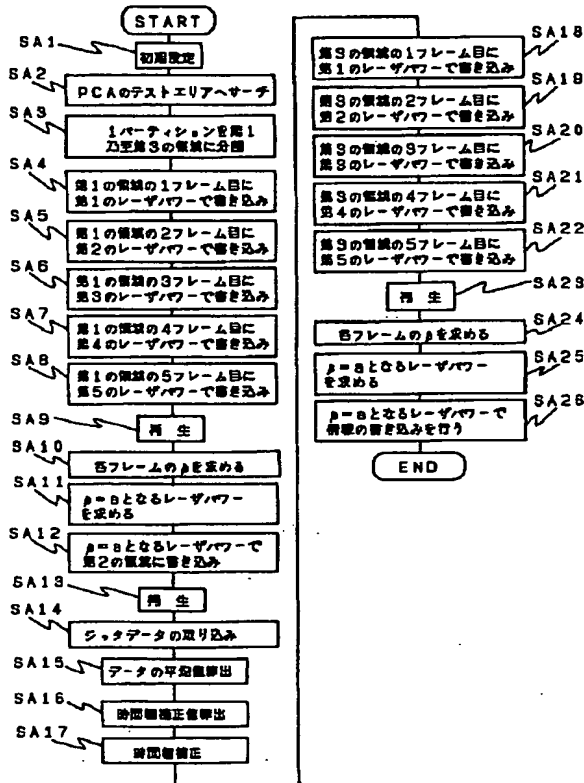 START
SA1
初期設定
SA2
PCAのテストエリアへサーチ
SA3
1パーティションを第1
乃至第3の領域に分割
SA4
第1の領域の1フレーム目に
第1のレーザパワーで書き込み
SA5
第1の領域の2フレーム目に
第2のレーザパワーで書き込み
SA6
第1の領域の3フレーム目に
第3のレーザパワーで書き込み
SA7
第1の領域の4フレーム目に
第4のレーザパワーで書き込み
SA8
第1の領域の5フレーム目に
第5のレーザパワーで書き込み
SA9
再生
SA10
各フレームのβを求める
SA11
β=aとなるレーザパワー
を求める
SA12
β=aとなるレーザパワーで
第2の領域に書き込み
SA13
再生
SA14
ジッタデータの取り込み
SA15
データの平均値算出
SA16
時間幅補正値算出
SA17
時間幅補正
SA18
第3の領域の1フレーム目に
第1のレーザパワーで書き込み
SA19
第3の領域の2フレーム目に
第2のレーザパワーで書き込み
SA20
第3の領域の3フレーム目に
第3のレーザパワーで書き込み
SA21
第3の領域の4フレーム目に
第4のレーザパワーで書き込み
SA22
第3の領域の5フレーム目に
第5のレーザパワーで書き込み
SA23
再生
SA24
各フレームのβを求める
SA25
β=aとなるレーザパワー
を求める
SA26
β=aとなるレーザパワーで
情報の書き込みを行う
END